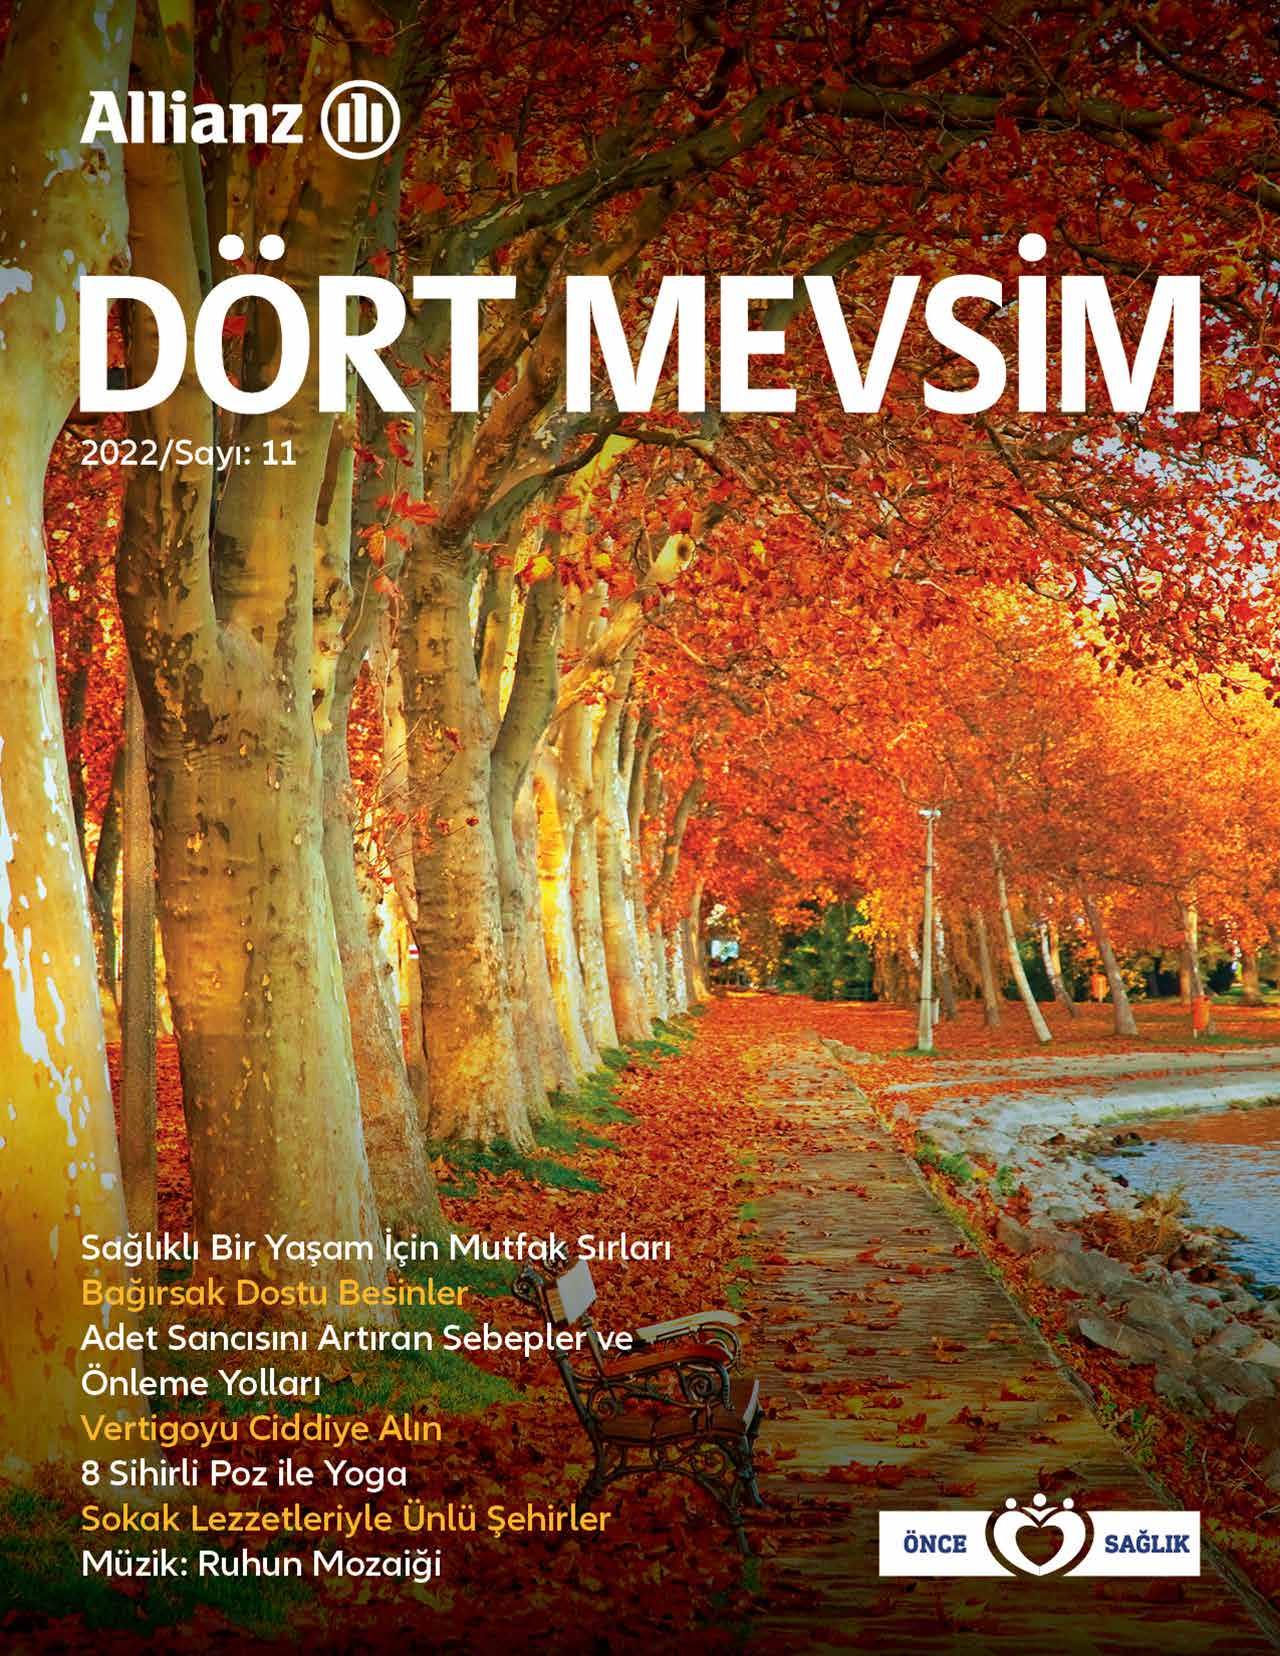 Allianz
DÖRT MEVSİM
2022/Sayı: 11
Sağlıklı Bir Yaşam İçin Mutfak Sırları
Bağırsak Dostu Besinler
Adet Sancısını Artıran Sebepler ve
Önleme Yolları
Vertigoyu Ciddiye Alın
8 Sihirli Poz ile Yoga
Sokak Lezzetleriyle Ünlü Şehirler
Müzik: Ruhun Mozaiği
ÖNCE SAĞLIK